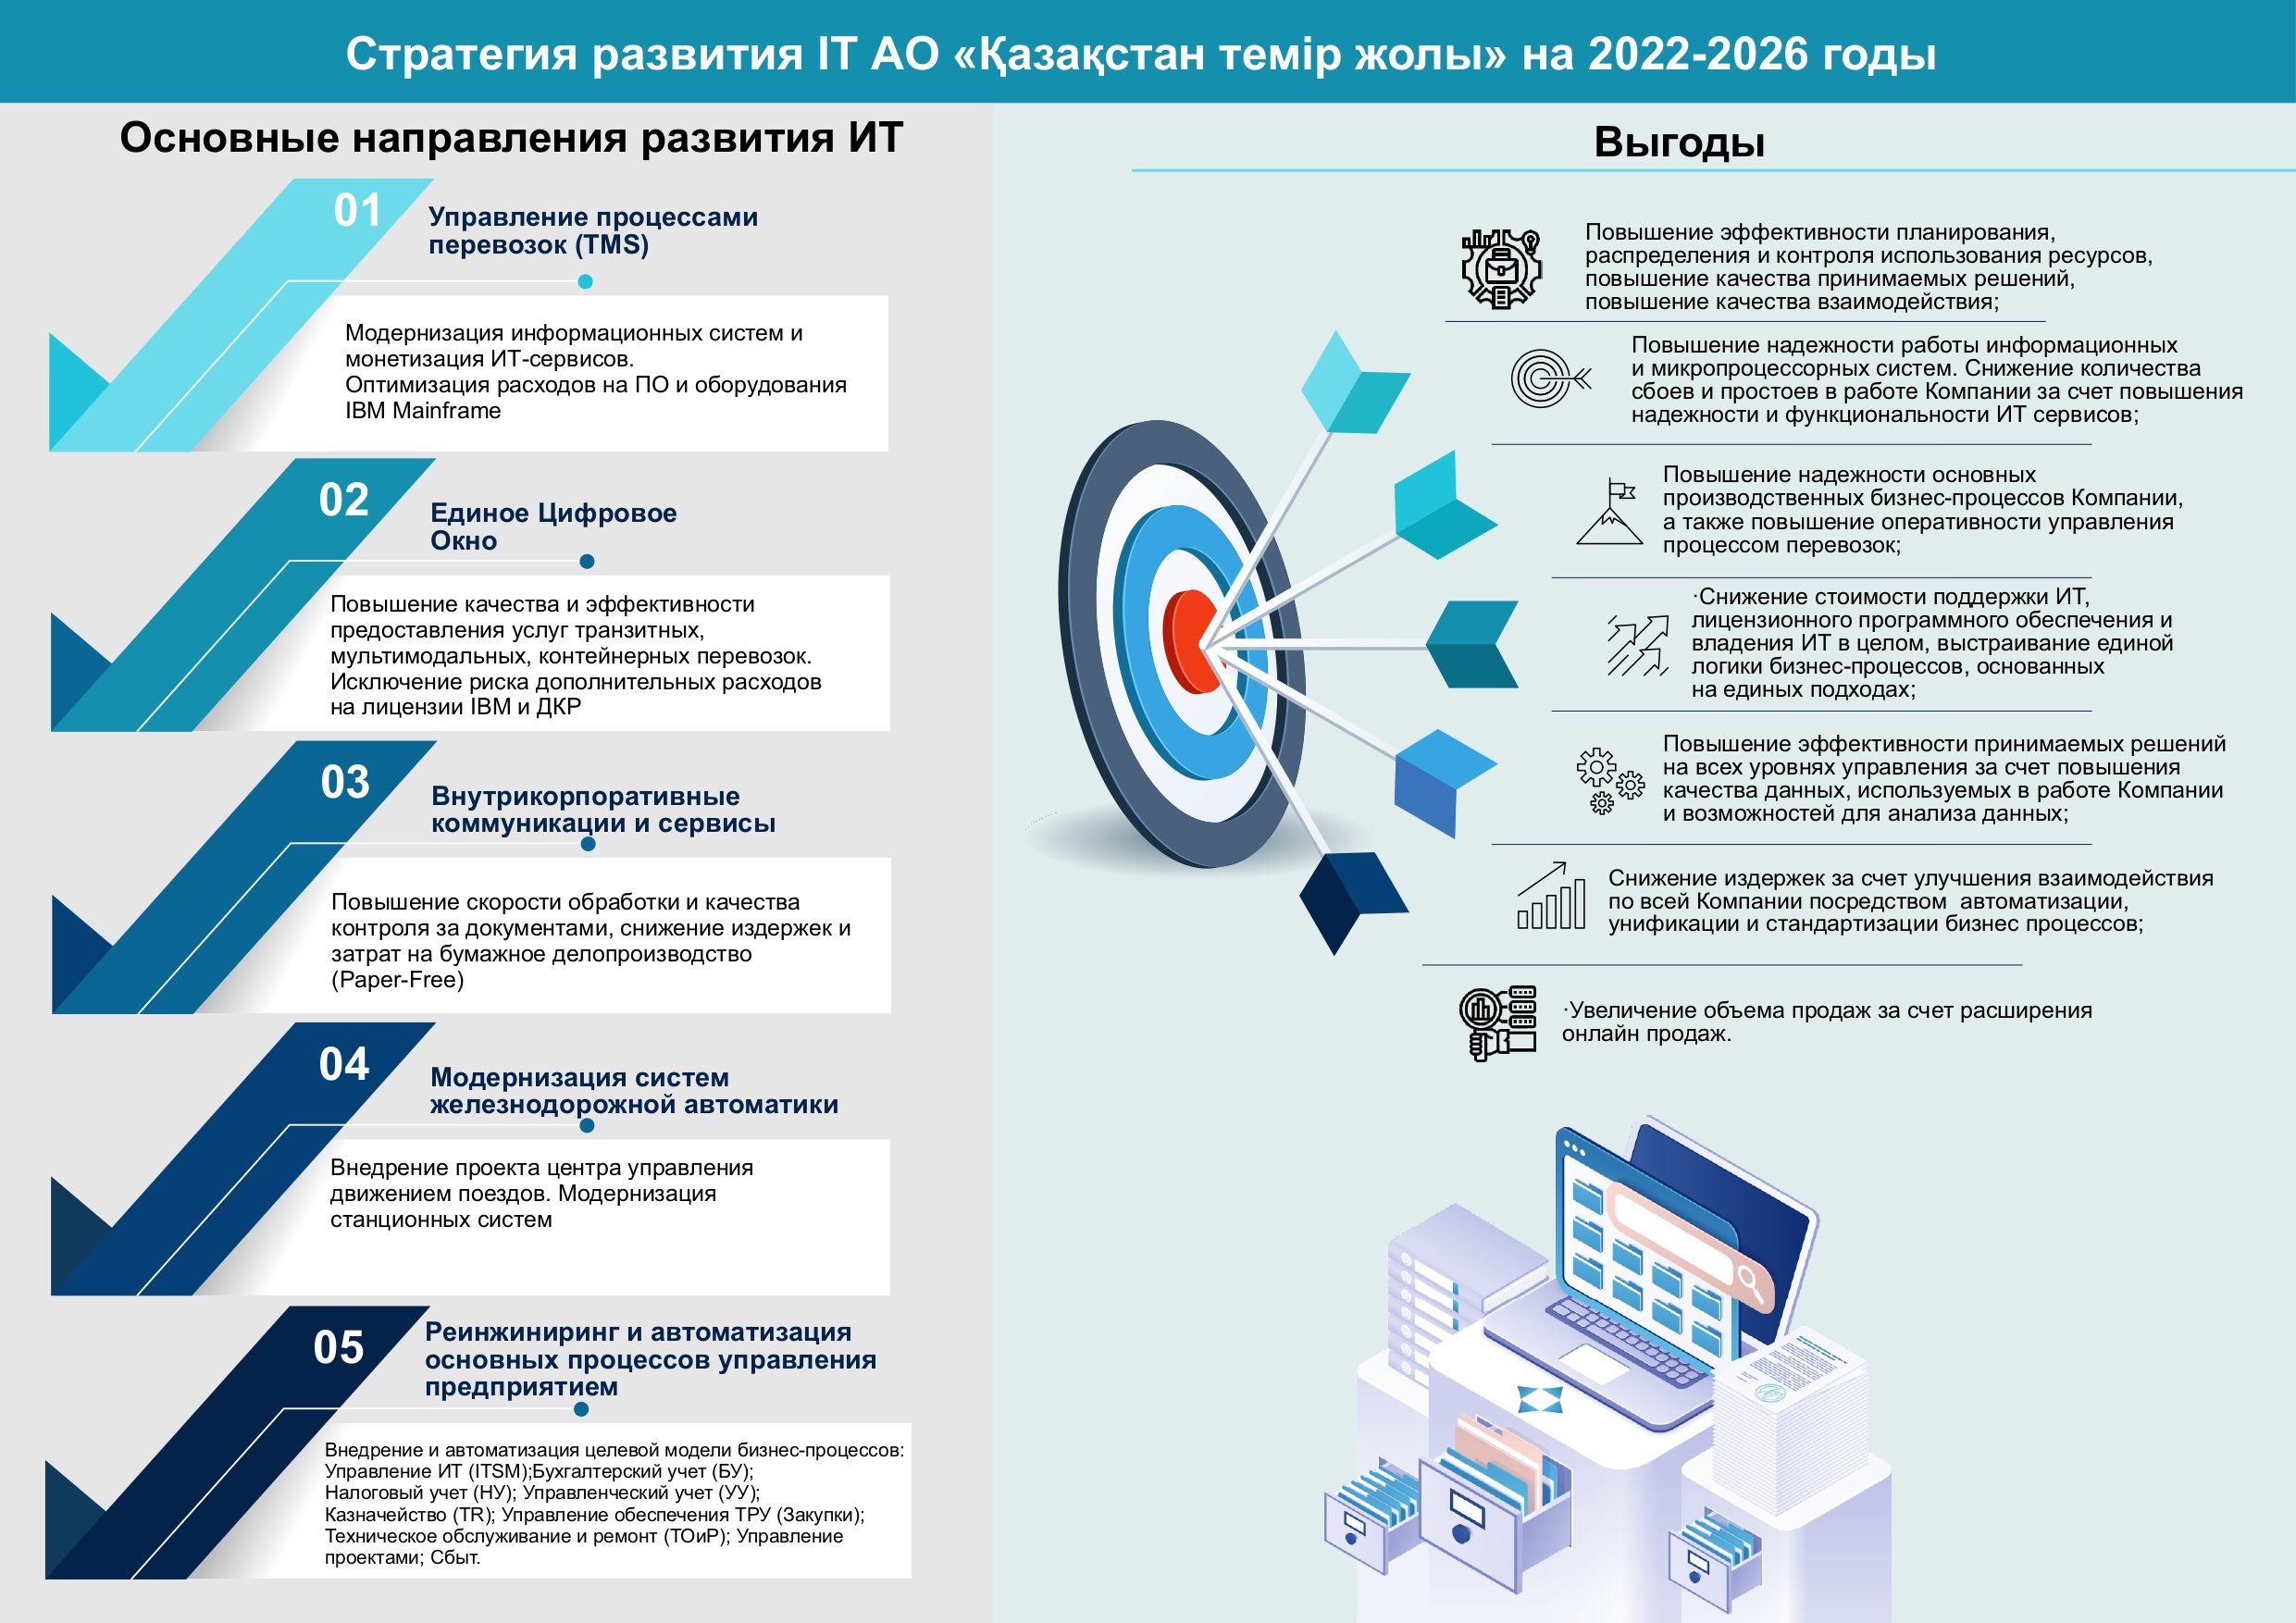 Стратегия развития IT АО «Қазақстан темір жолы» на 2022-2026 годы
Основные направления развития ИТ
01
Управление процессами
перевозок (TMS)
Модернизация информационных систем и
монетизация ИТ-сервисов.
Оптимизация расходов на ПО и оборудования
IBM Mainframe
02
Единое Цифровое
Окно
Повышение качества и эффективности
предоставления услуг транзитных,
мультимодальных, контейнерных перевозок.
Исключение риска дополнительных расходов
на лицензии IBM и ДКР
03
Внутрикорпоративные
коммуникации и сервисы
Повышение скорости обработки и качества
контроля за документами, снижение издержек и
затрат на бумажное делопроизводство
(Paper-Free)
04
Модернизация систем
железнодорожной автоматики
Внедрение проекта центра управления
движением поездов. Модернизация
станционных систем
05
Реинжиниринг и автоматизация
основных процессов управления
предприятием
Внедрение и автоматизация целевой модели бизнес-процессов:
Управление ИТ (ITSM);Бухгалтерский учет (БУ);
Налоговый учет (НУ); Управленческий учет (УУ);
Казначейство (TR); Управление обеспечения ТРУ (Закупки);
Техническое обслуживание и ремонт (ТОиР); Управление
проектами; Сбыт.
Выгоды
Повышение эффективности планирования,
распределения и контроля использования ресурсов,
повышение качества принимаемых решений,
повышение качества взаимодействия;
Повышение надежности работы информационных
и микропроцессорных систем. Снижение количества
сбоев и простоев в работе Компании за счет повышения
надежности и функциональности ИТ сервисов;
Повышение надежности основных
производственных бизнес-процессов Компании,
а также повышение оперативности управления
процессом перевозок;
·Снижение стоимости поддержки ИТ,
лицензионного программного обеспечения и
владения ИТ в целом, выстраивание единой
логики бизнес-процессов, основанных
на единых подходах;
Повышение эффективности принимаемых решений
на всех уровнях управления за счет повышения
качества данных, используемых в работе Компании
и возможностей для анализа данных;
Снижение издержек за счет улучшения взаимодействия
по всей Компании посредством  автоматизации,
унификации и стандартизации бизнес процессов;
·Увеличение объема продаж за счет расширения
онлайн продаж.